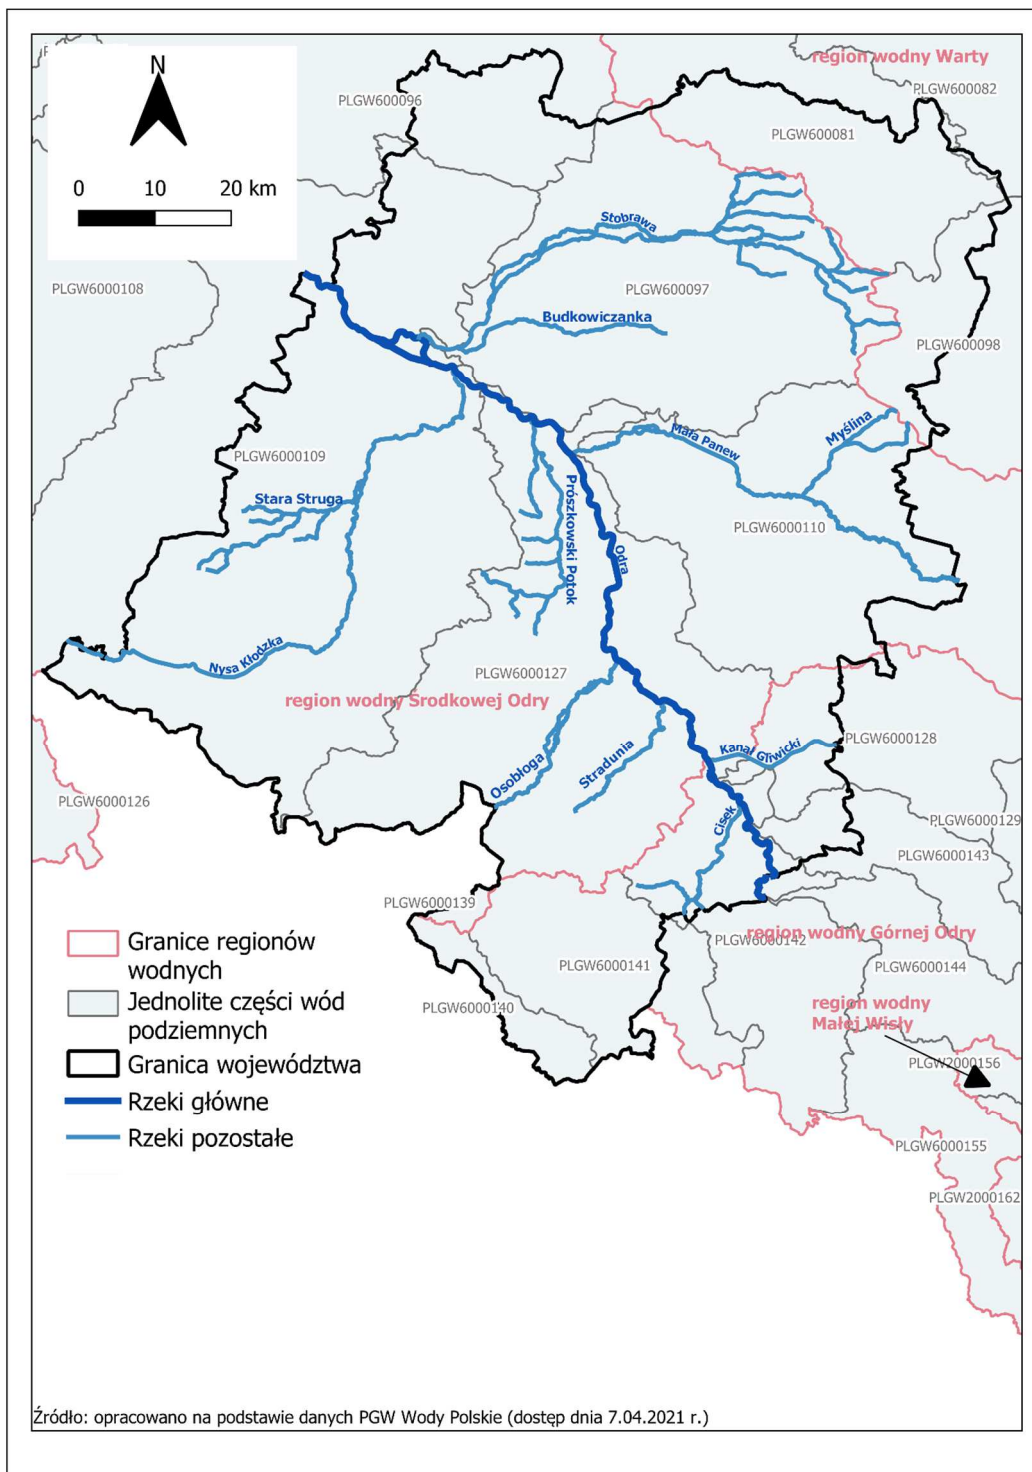 N
0 10 20 km
region wodny Warty
PLGW600082
PLGW600096
PLGW600081
Stobrawa
PLGW6000108
PLGW600097
Budkowiczanka
PLGW600098
Myślina
Mała Panew
PLGW6000109
Stara Struga
Prószkowski Potok
PLGW6000110
Odra
Nysa Kłodzka
PLGW6000127
region wodny Środkowej Odry
PLGW6000128
Kanał Gliwicki
Stradunia
Osobłoga
PLGW6000126
Cisek
PLGW6000129
PLGW6000143
PLGW6000139
region wodny Górnej Odry
PLGW6000142
PLGW6000141
PLGW6000144
PLGW6000140
region wodny
Małej Wisły
PLGW2000156
PLGW6000155
PLGW2000162
Granice regionów
wodnych
Jednolite części wód
podziemnych
Granica województwa
Rzeki główne
Rzeki pozostałe
Źródło: opracowano na podstawie danych PGW Wody Polskie (dostęp dnia 7.04.2021 r.)